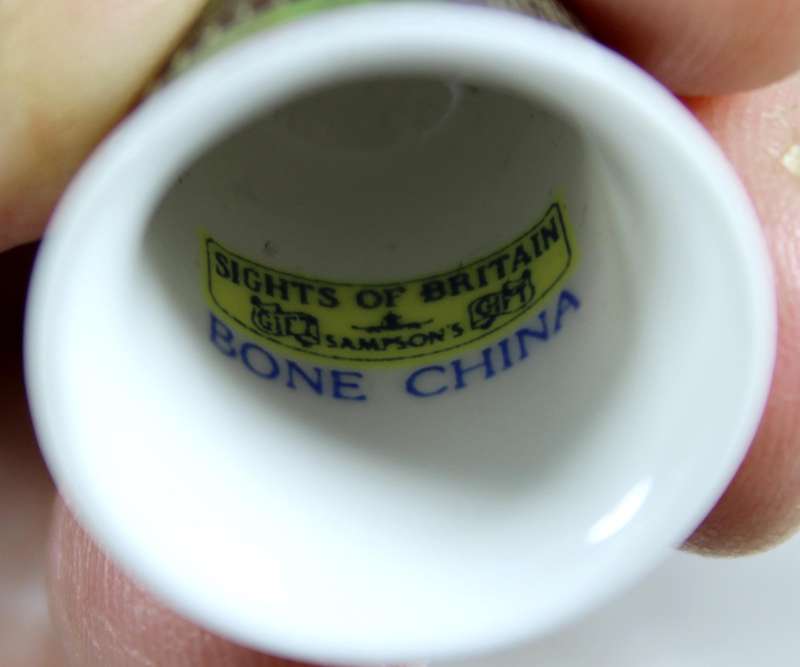 SIGHTS OF BRITAIN
GIFT SAMPSON'S GIFT
BONE CHINA